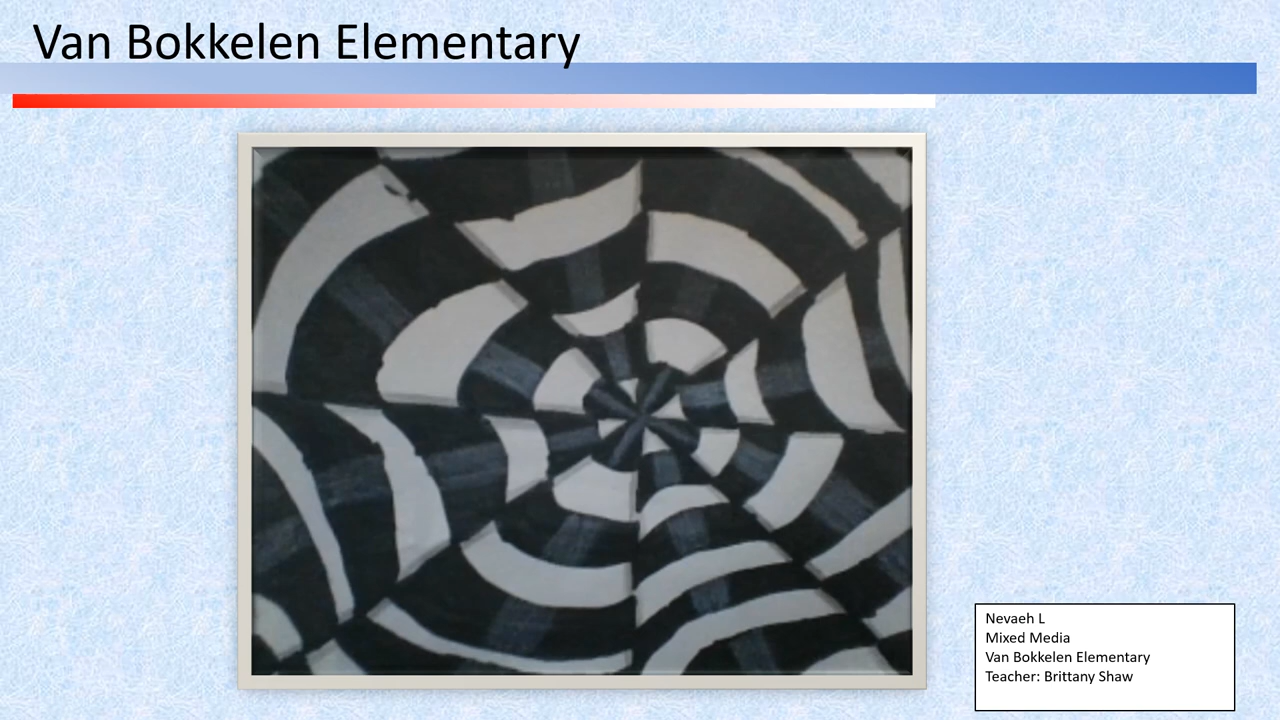 Van Bokkelen Elementary
Nevaeh L
Mixed Media
Van Bokkelen Elementary
Teacher: Brittany Shaw